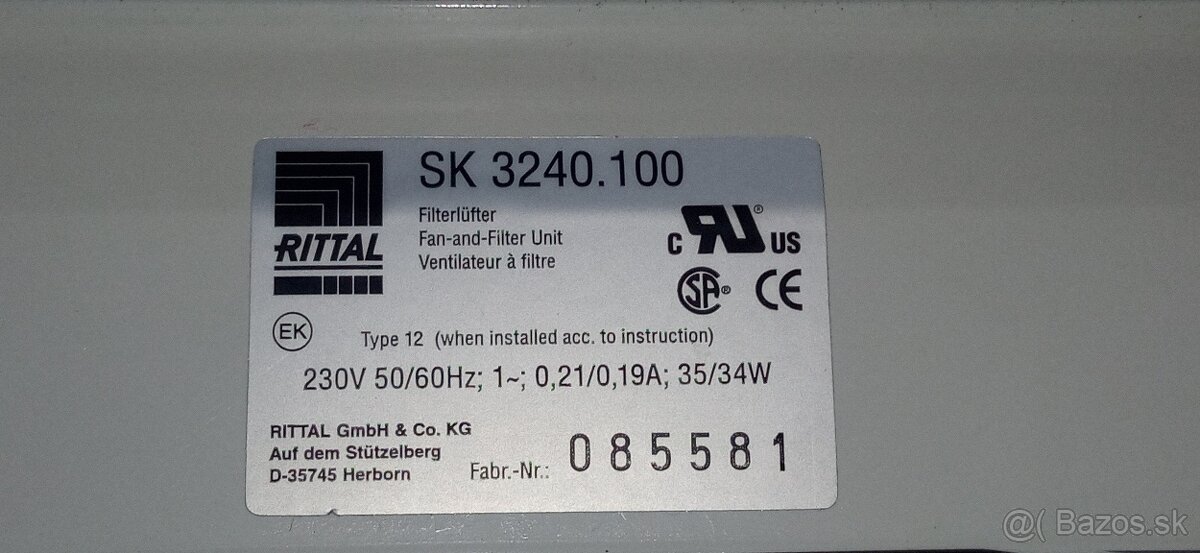 SK 3240.100
RITTAL
Filterlüfter
Fan-and-Filter Unit
Ventilateur à filtre
C RU® US
SA® CE
EK
Type 12 (when installed acc. to instruction)
230V 50/60Hz; 1~; 0,21/0,19A; 35/34W
RITTAL GmbH & Co. KG
Auf dem Stützelberg
D-35745 Herborn
Fabr.-Nr.: 085581
@( Bazos.sk